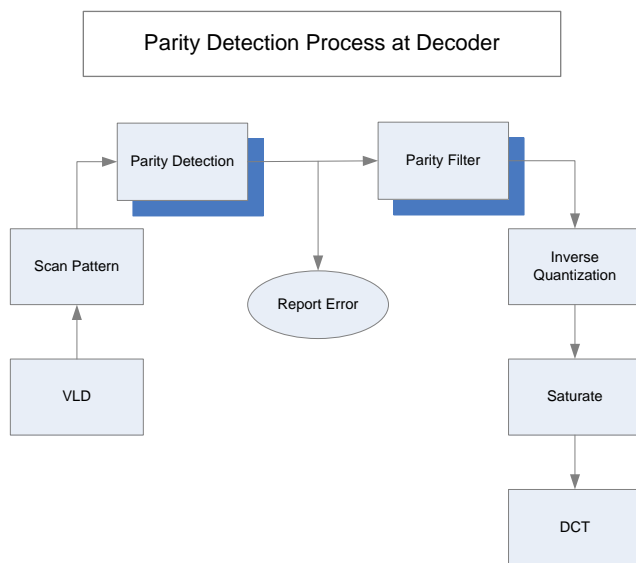 Parity Detection Process at Decoder
Parity Detection
Parity Filter
Scan Pattern
Inverse
Quantization
Report Error
VLD
Saturate
DCT